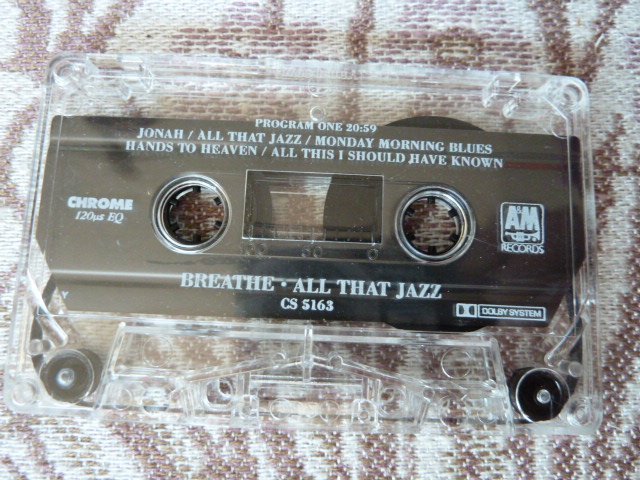 PROGRAM ONE 20:59
JONAH / ALL THAT JAZZ / MONDAY MORNING BLUES
HANDS TO HEAVEN / ALL THIS I SHOULD HAVE KNOWN
CHROME
120µs EQ
A&M
RECORDS
BREATHE • ALL THAT JAZZ
CS 5163
DOLBY SYSTEM